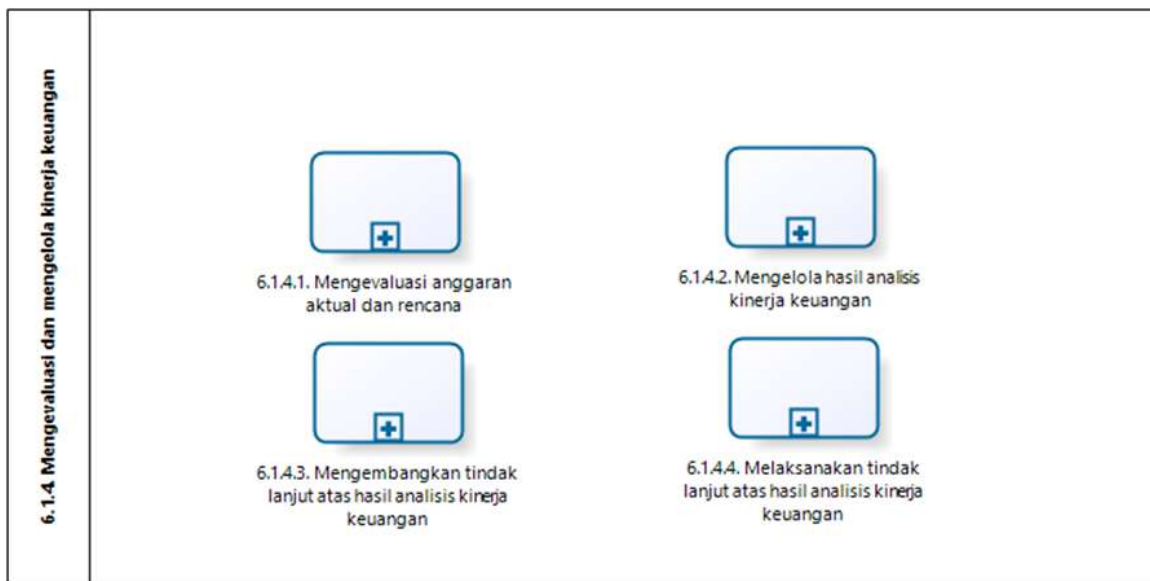 6.1.4. Mengevaluasi dan mengelola kinerja keuangan
6.1.4.1. Mengevaluasi anggaran
aktual dan rencana
6.1.4.2. Mengelola hasil analisis
kinerja keuangan
6.1.4.3. Mengembangkan tindak
lanjut atas hasil analisis kinerja
keuangan
6.1.4.4. Melaksanakan tindak
lanjut atas hasil analisis kinerja
keuangan